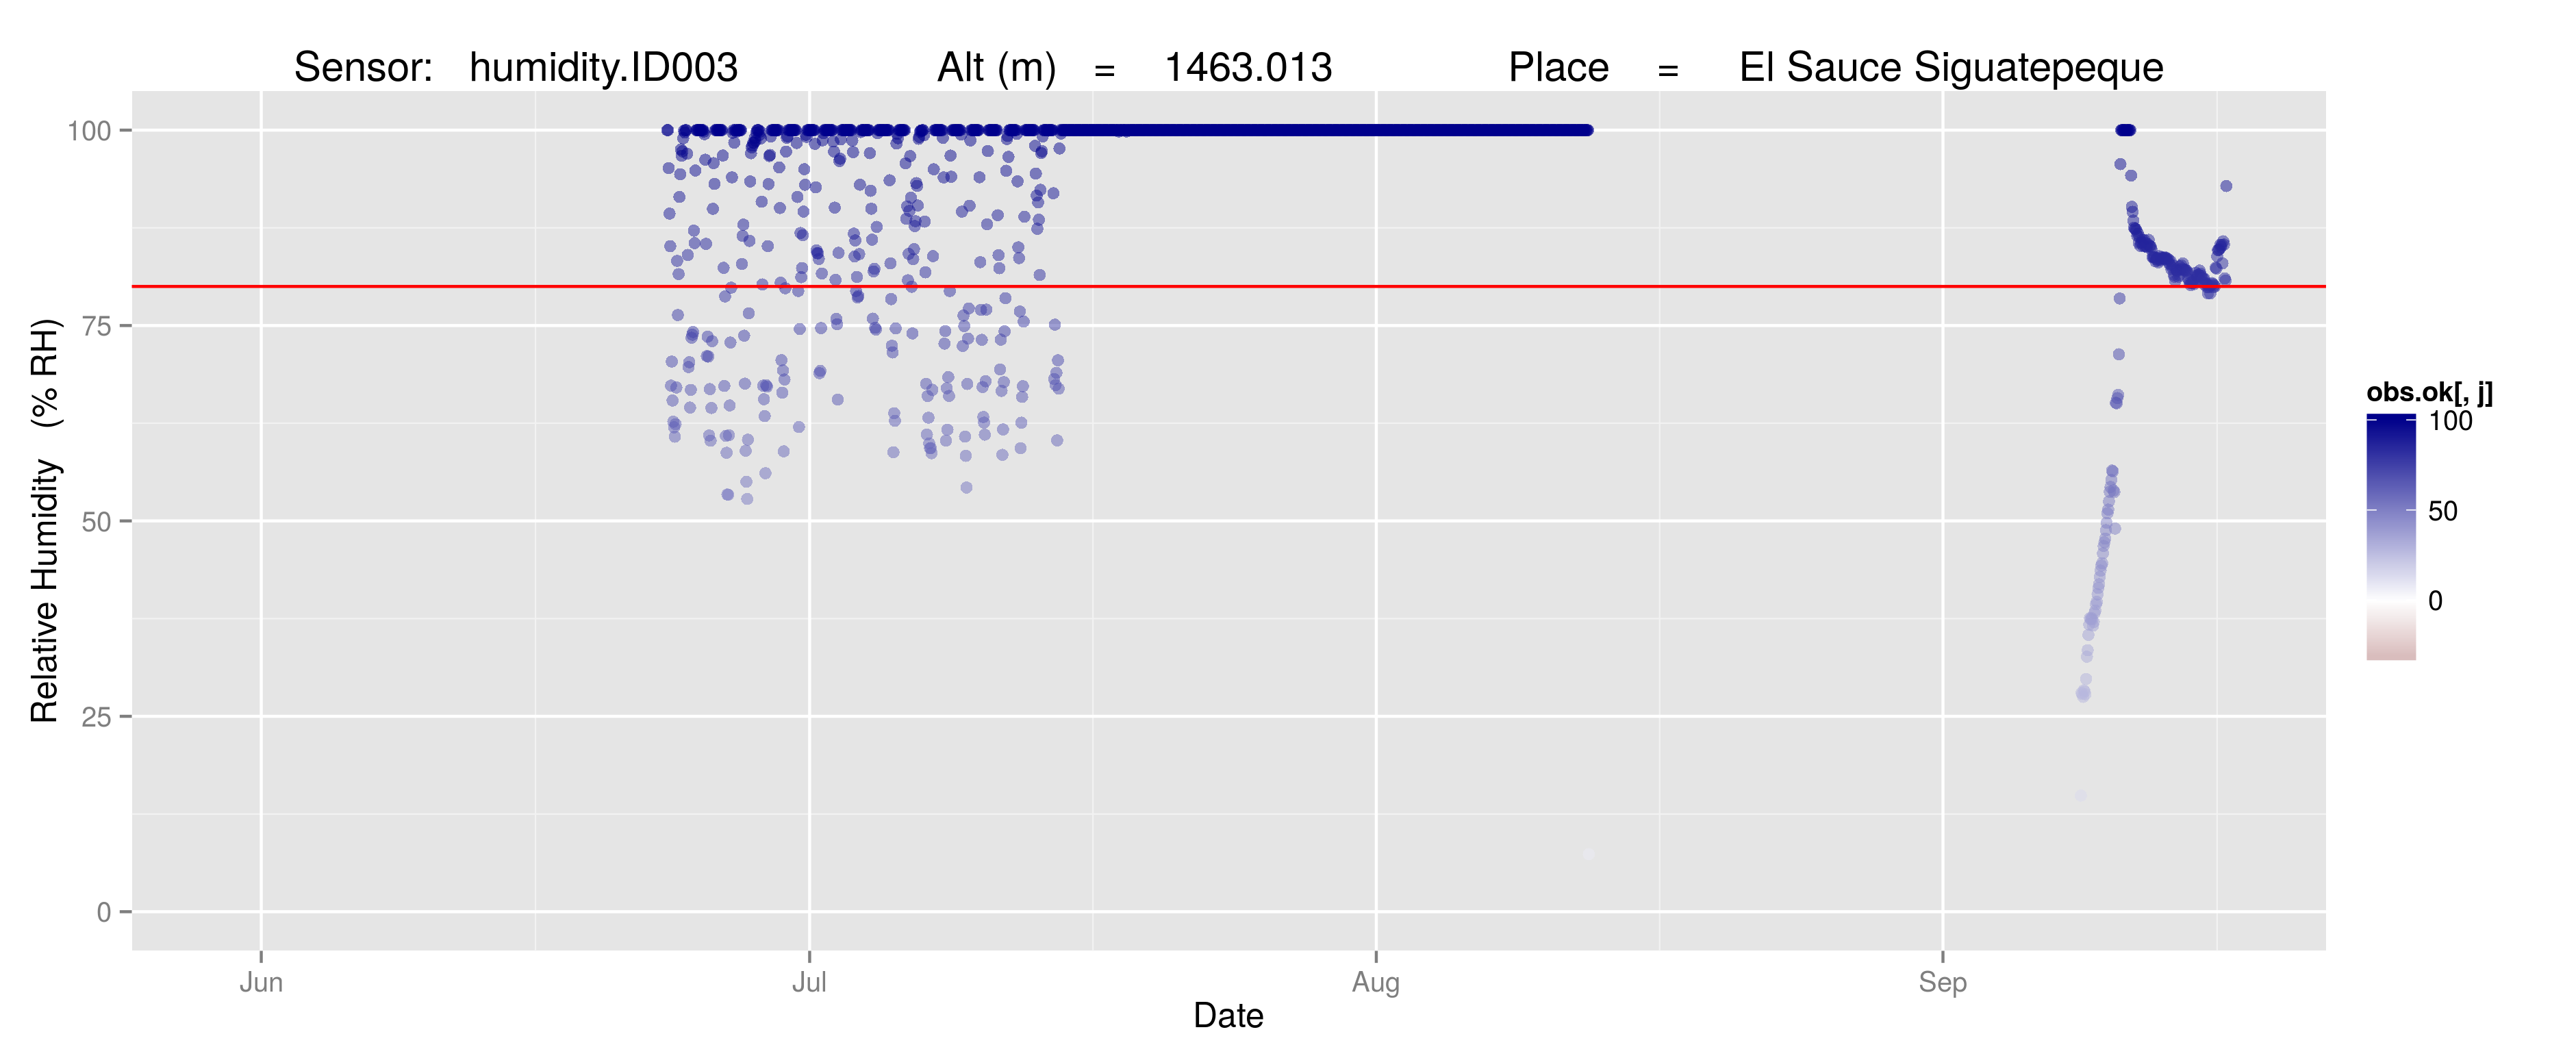 Sensor: humidity.ID003 Alt (m) = 1463.013 Place = El Sauce Siguatepeque
Relative Humidity (% RH)
100
75
50
25
0
Jun Jul Aug Sep
Date
obs.ok[, j]
100
50
0